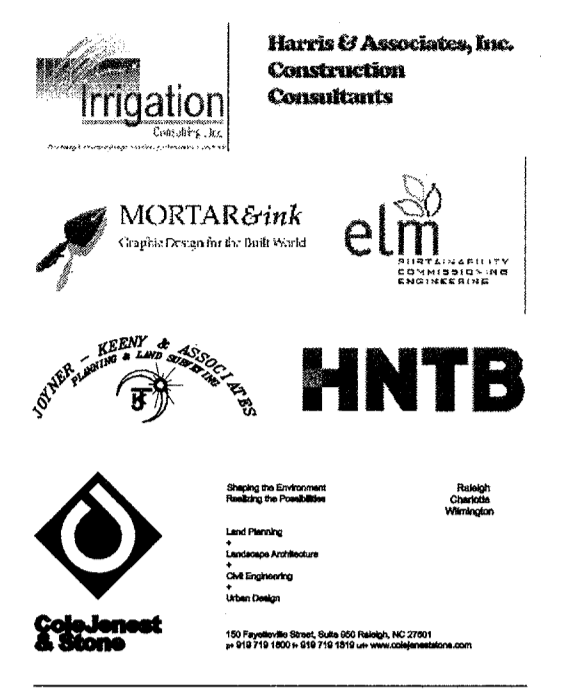 Irrigation
Consulting, Inc.
Harris & Associates, Inc.
Construction
Consultants
MORTAR&ink
Graphic Design for the Built World
elm
SUSTAINABILITY
COMMISSIONING
ENGINEERING
JOYNER - KEENY & ASSOCIATES
PLANNING & LAND SURVEYING
HNTB
ColeJenest
& Stone
Shaping the Environment
Realizing the Possibilities
Land Planning
+
Landscape Architecture
+
Civil Engineering
+
Urban Design
150 Fayetteville Street, Suite 950 Raleigh, NC 27601
p+ 919 719 1800 f+ 919 719 1819 url+ www.colejeneststone.com
Raleigh
Charlotte
Wilmington